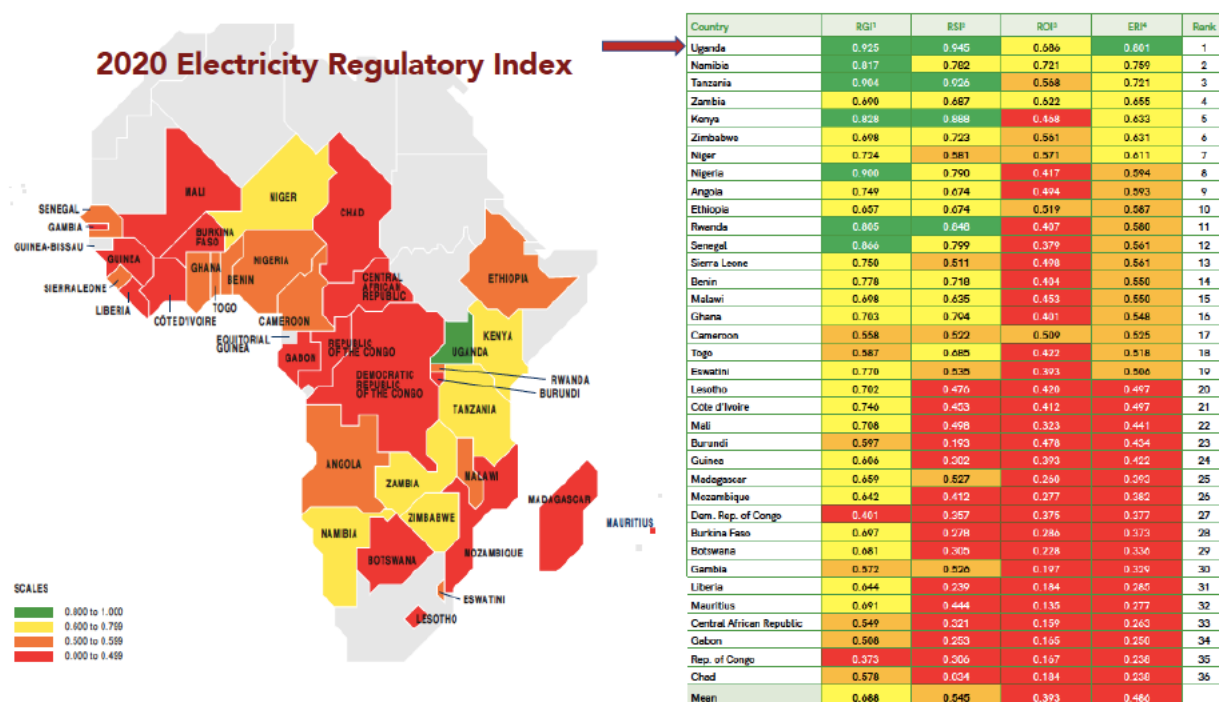 2020 Electricity Regulatory Index
MALI
NIGER
CHAD
SENEGAL
GAMBIA
GUINEA-BISSAU
BURKINA
FASO
GUINEA
GHANA
NIGERIA
BENIN
ETHIOPIA
CENTRAL
AFRICAN
REPUBLIC
SIERRALEONE
LIBERIA
TOGO
CÔTE D'IVOIRE
CAMEROON
EQUITORIAL
GUINEA
GABON
REPUBLIC
OF THE CONGO
UGANDA
KENYA
DEMOCRATIC
REPUBLIC
OF THE CONGO
RWANDA
BURUNDI
TANZANIA
ANGOLA
ZAMBIA
MALAWI
MADAGASCAR
MAURITIUS
ZIMBABWE
NAMIBIA
MOZAMBIQUE
BOTSWANA
ESWATINI
LESOTHO
SCALES
0.800 to 1.000
0.600 to 0.799
0.500 to 0.599
0.000 to 0.499
Country RGI¹ RSI² ROI³ ERI⁴ Rank
Uganda 0.925 0.945 0.686 0.801 1
Namibia 0.817 0.782 0.721 0.759 2
Tanzania 0.904 0.926 0.568 0.721 3
Zambia 0.690 0.687 0.622 0.655 4
Kenya 0.828 0.888 0.468 0.633 5
Zimbabwe 0.698 0.723 0.561 0.631 6
Niger 0.724 0.581 0.571 0.611 7
Nigeria 0.900 0.790 0.417 0.594 8
Angola 0.749 0.674 0.494 0.593 9
Ethiopia 0.657 0.674 0.519 0.587 10
Rwanda 0.805 0.848 0.407 0.580 11
Senegal 0.866 0.799 0.379 0.561 12
Sierra Leone 0.750 0.511 0.498 0.561 13
Benin 0.778 0.718 0.404 0.550 14
Malawi 0.698 0.635 0.453 0.550 15
Ghana 0.703 0.794 0.401 0.548 16
Cameroon 0.558 0.522 0.509 0.525 17
Togo 0.587 0.685 0.422 0.518 18
Eswatini 0.770 0.535 0.393 0.506 19
Lesotho 0.702 0.476 0.420 0.497 20
Côte d'Ivoire 0.746 0.453 0.412 0.497 21
Mali 0.708 0.498 0.323 0.441 22
Burundi 0.597 0.193 0.478 0.434 23
Guinea 0.606 0.302 0.393 0.422 24
Madagascar 0.659 0.527 0.260 0.393 25
Mozambique 0.642 0.412 0.277 0.382 26
Dem. Rep. of Congo 0.401 0.357 0.375 0.377 27
Burkina Faso 0.697 0.278 0.286 0.373 28
Botswana 0.681 0.305 0.228 0.336 29
Gambia 0.572 0.526 0.197 0.329 30
Liberia 0.644 0.239 0.184 0.285 31
Mauritius 0.691 0.444 0.135 0.277 32
Central African Republic 0.549 0.321 0.159 0.263 33
Gabon 0.508 0.253 0.165 0.250 34
Rep. of Congo 0.373 0.306 0.167 0.238 35
Chad 0.578 0.034 0.184 0.238 36
Mean 0.688 0.545 0.393 0.486